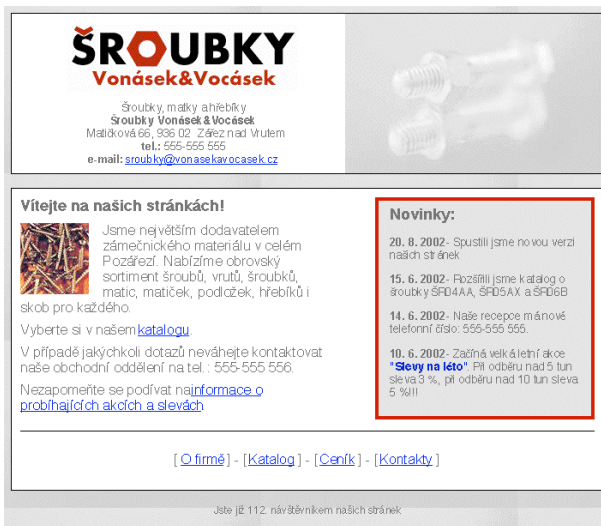 ŠROUBKY
Vonásek&Vocásek
Šroubky, matky a hřebíky
Šroubky Vonásek & Vocásek
Matičková 66, 936 02 Zářez nad Vrutem
tel.: 555-555 555
e-mail: sroubky@vonasekavocasek.cz
Vítejte na našich stránkách!
Jsme největším dodavatelem
zámečnického materiálu v celém
Pozářezí. Nabízíme obrovský
sortiment šroubů, vrutů, šroubků,
matic, matiček, podložek, hřebíků i
skob pro každého.
Vyberte si v našem katalogu.
V případě jakýchkoli dotazů neváhejte kontaktovat
naše obchodní oddělení na tel.: 555-555 556.
Nezapomeňte se podívat na informace o
probíhajících akcích a slevách
Novinky:
20. 8. 2002 - Spustili jsme novou verzi
našich stránek
15. 6. 2002 - Rozšířili jsme katalog o
šroubky ŠR04AA, ŠR05AX a ŠR06B
14. 6. 2002 - Naše recepce má nové
telefonní číslo: 555-555 555.
10. 6. 2002 - Začíná velká letní akce
"Slevy na léto". Při odběru nad 5 tun
sleva 3 %, při odběru nad 10 tun sleva
5 %!!!
[ O firmě ] - [ Katalog ] - [ Ceník ] - [ Kontakty ]
Jste již 112. návštěvníkem našich stránek